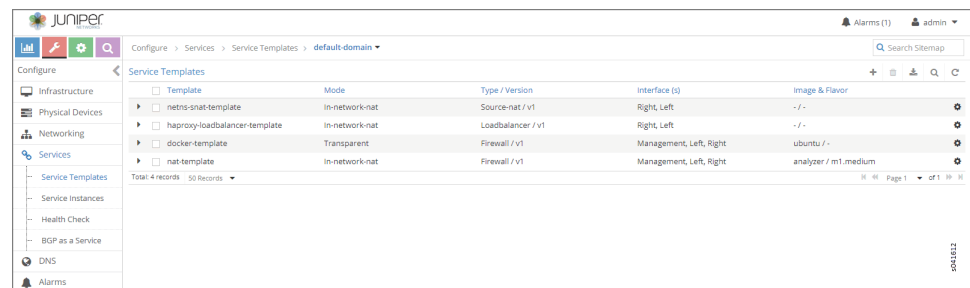 JUNIPER
NETWORKS
Alarms (1)
admin
Configure > Services > Service Templates > default-domain
Search Sitemap
Configure
Infrastructure
Physical Devices
Networking
Services
Service Templates
Service Instances
Health Check
BGP as a Service
DNS
Alarms
Service Templates
Template Mode Type / Version Interface (s) Image & Flavor
netns-snat-template In-network-nat Source-nat / v1 Right, Left - / -
haproxy-loadbalancer-template In-network-nat Loadbalancer / v1 Right, Left - / -
docker-template Transparent Firewall / v1 Management, Left, Right ubuntu / -
nat-template In-network-nat Firewall / v1 Management, Left, Right analyzer / m1.medium
Total: 4 records 50 Records Page 1 of 1
s041612